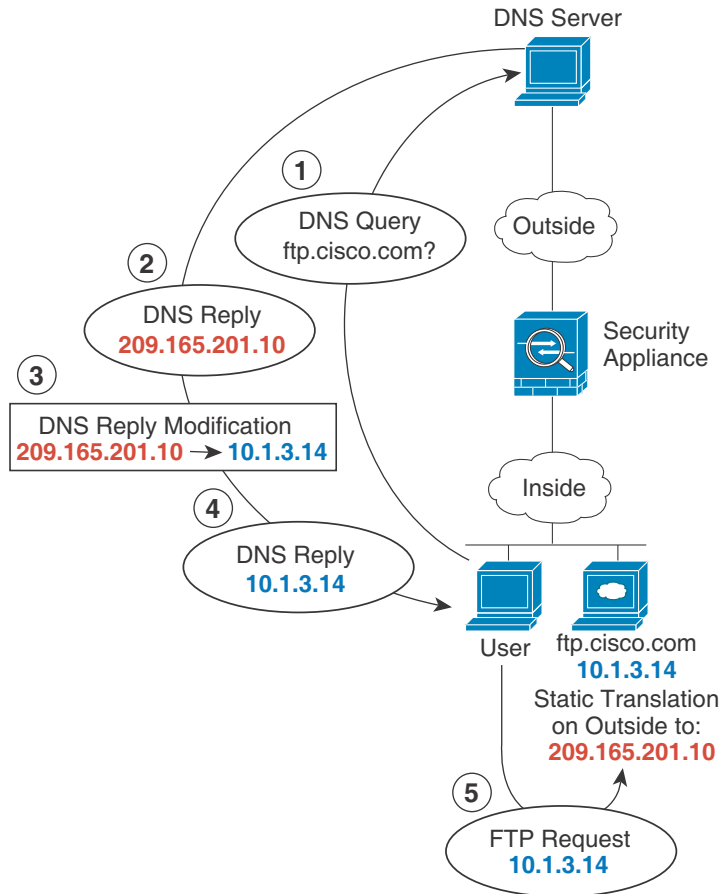 DNS Server
1
DNS Query
ftp.cisco.com?
Outside
2
DNS Reply
209.165.201.10
Security
Appliance
3
DNS Reply Modification
209.165.201.10 10.1.3.14
Inside
4
DNS Reply
10.1.3.14
User
ftp.cisco.com
10.1.3.14
Static Translation
on Outside to:
209.165.201.10
5
FTP Request
10.1.3.14